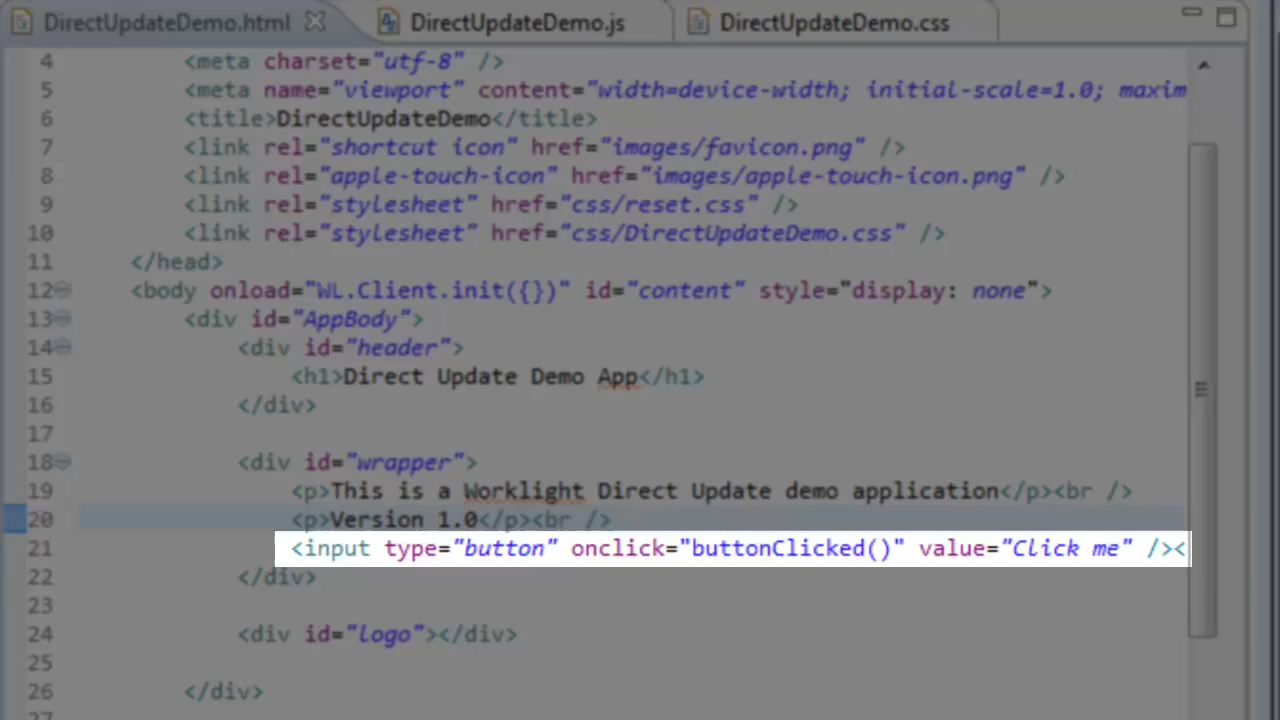 DirectUpdateDemo.html DirectUpdateDemo.js DirectUpdateDemo.css
4 <meta charset="utf-8" />
5 <meta name="viewport" content="width=device-width; initial-scale=1.0; maxim
6 <title>DirectUpdateDemo</title>
7 <link rel="shortcut icon" href="images/favicon.png" />
8 <link rel="apple-touch-icon" href="images/apple-touch-icon.png" />
9 <link rel="stylesheet" href="css/reset.css" />
10 <link rel="stylesheet" href="css/DirectUpdateDemo.css" />
11 </head>
12 <body onload="WL.Client.init({})" id="content" style="display: none">
13 <div id="AppBody">
14 <div id="header">
15 <h1>Direct Update Demo App</h1>
16 </div>
17
18 <div id="wrapper">
19 <p>This is a Worklight Direct Update demo application</p><br />
20 <p>Version 1.0</p><br />
21 <input type="button" onclick="buttonClicked()" value="Click me" /><
22 </div>
23
24 <div id="logo"></div>
25
26 </div>
27